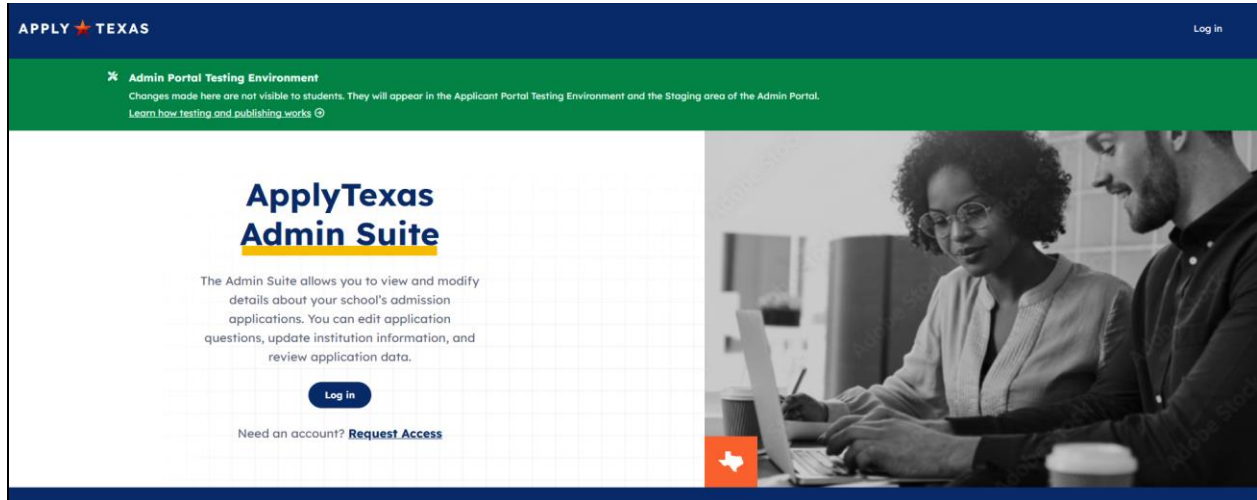 APPLY TEXAS
Log in
Admin Portal Testing Environment
Changes made here are not visible to students. They will appear in the Applicant Portal Testing Environment and the Staging area of the Admin Portal.
Learn how testing and publishing works
ApplyTexas
Admin Suite
The Admin Suite allows you to view and modify
details about your school's admission
applications. You can edit application
questions, update institution information, and
review application data.
Log in
Need an account? Request Access